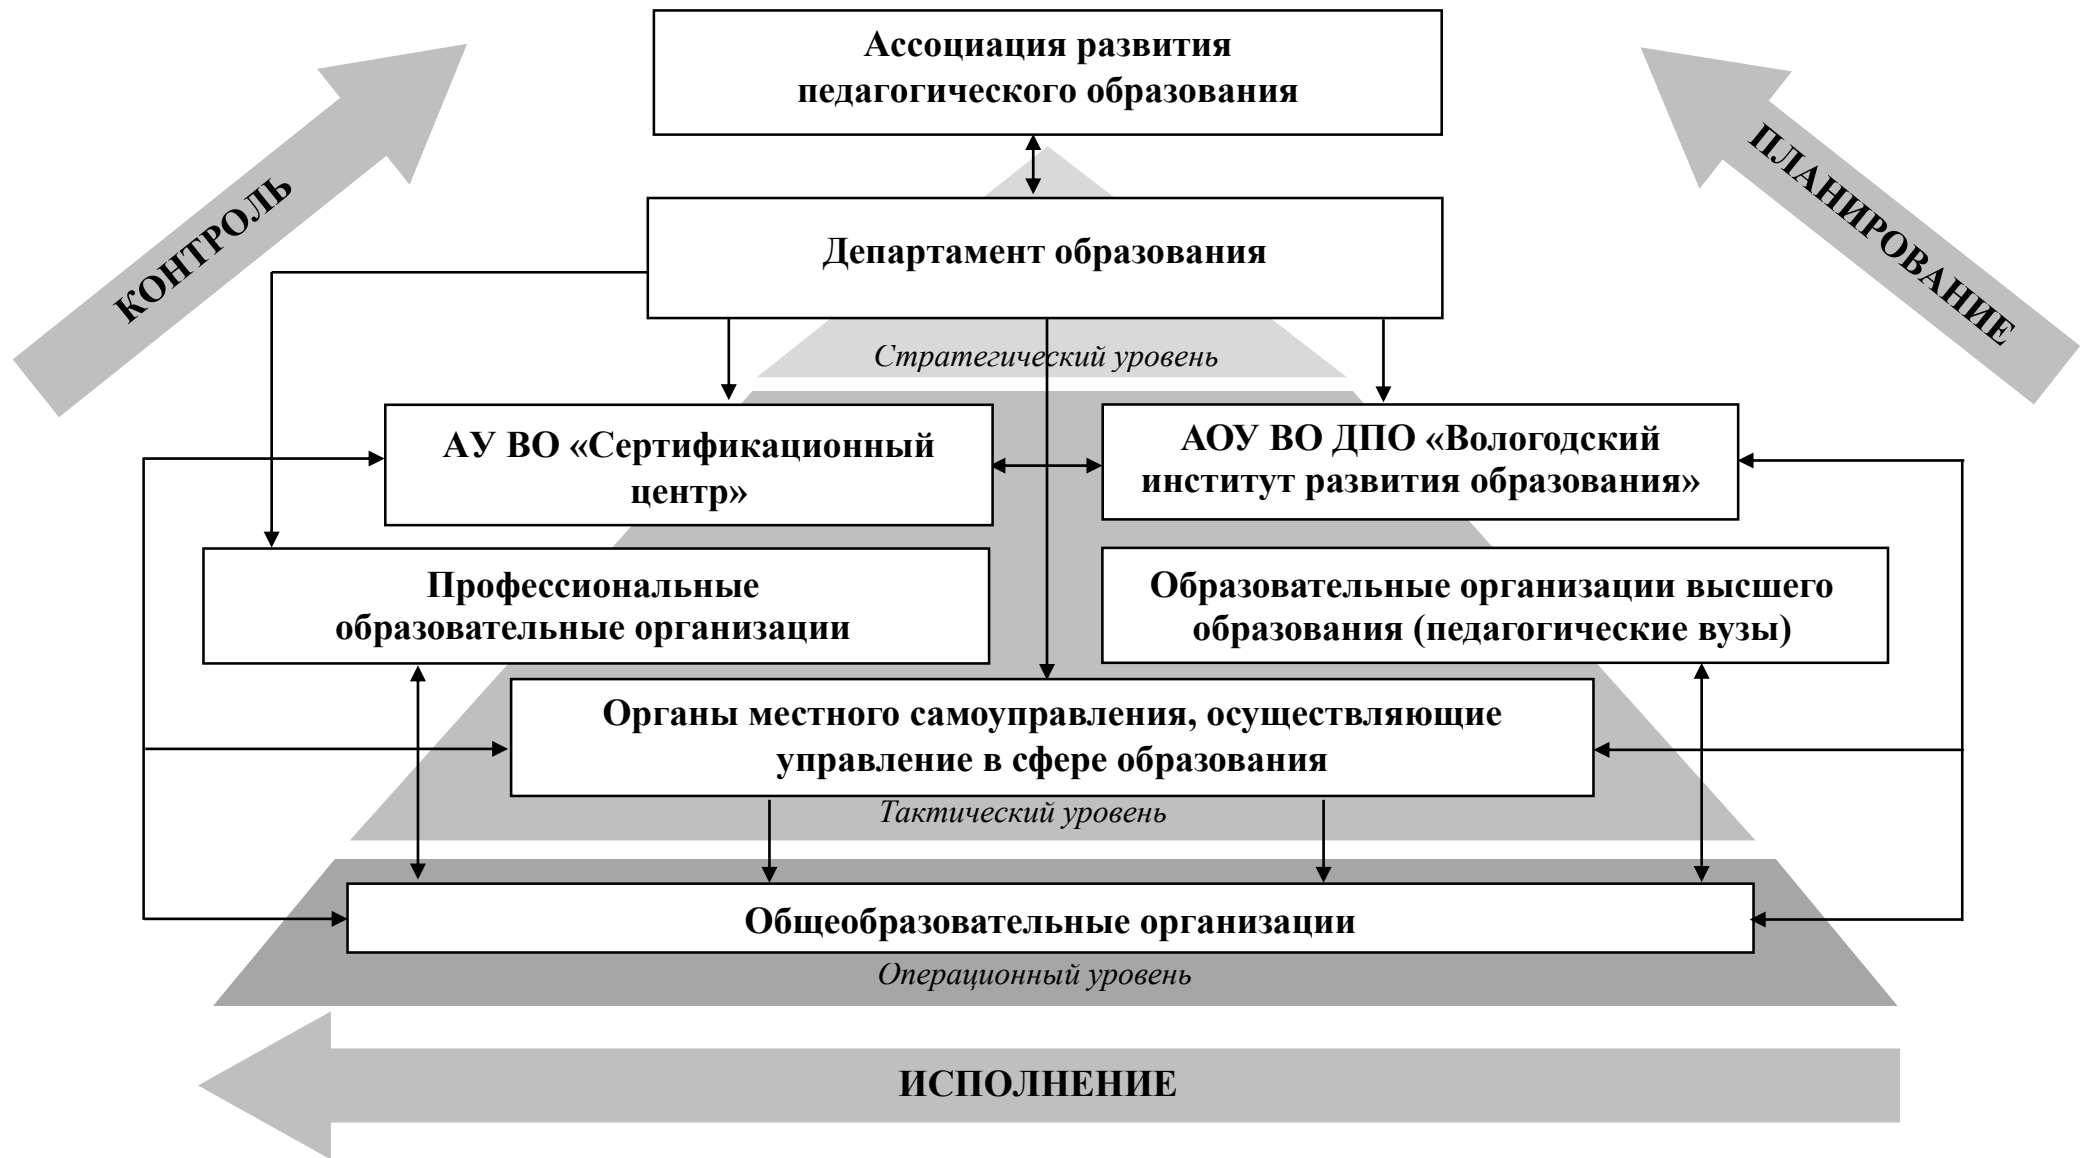 Ассоциация развития
педагогического образования
КОНТРОЛЬ
ПЛАНИРОВАНИЕ
Департамент образования
Стратегический уровень
АУ ВО «Сертификационный
центр»
АОУ ВО ДПО «Вологодский
институт развития образования»
Профессиональные
образовательные организации
Образовательные организации высшего
образования (педагогические вузы)
Органы местного самоуправления, осуществляющие
управление в сфере образования
Тактический уровень
Общеобразовательные организации
Операционный уровень
ИСПОЛНЕНИЕ